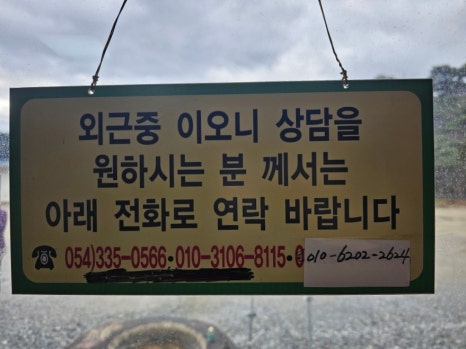 외근중 이오니 상담을
원하시는 분 께서는
아래 전화로 연락 바랍니다
☎ 054)335-0566·010-3106-8115·010-6202-2624